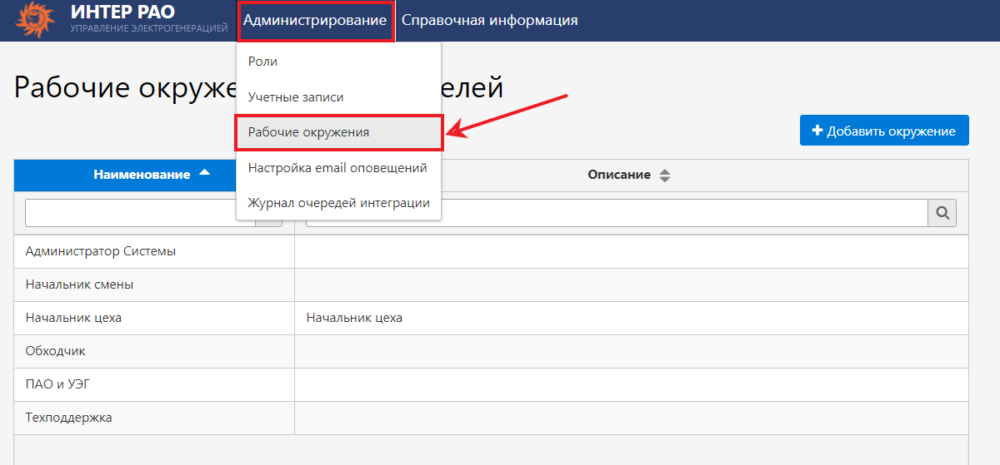 ИНТЕР РАО
УПРАВЛЕНИЕ ЭЛЕКТРОГЕНЕРАЦИЕЙ
Администрирование
Справочная информация
Роли
Учетные записи
Рабочие окружения
Настройка email оповещений
Журнал очередей интеграции
Рабочие окруже елей
Добавить окружение
Наименование
Описание
Администратор Системы
Начальник смены
Начальник цеха
Начальник цеха
Обходчик
ПАО и УЭГ
Техподдержка